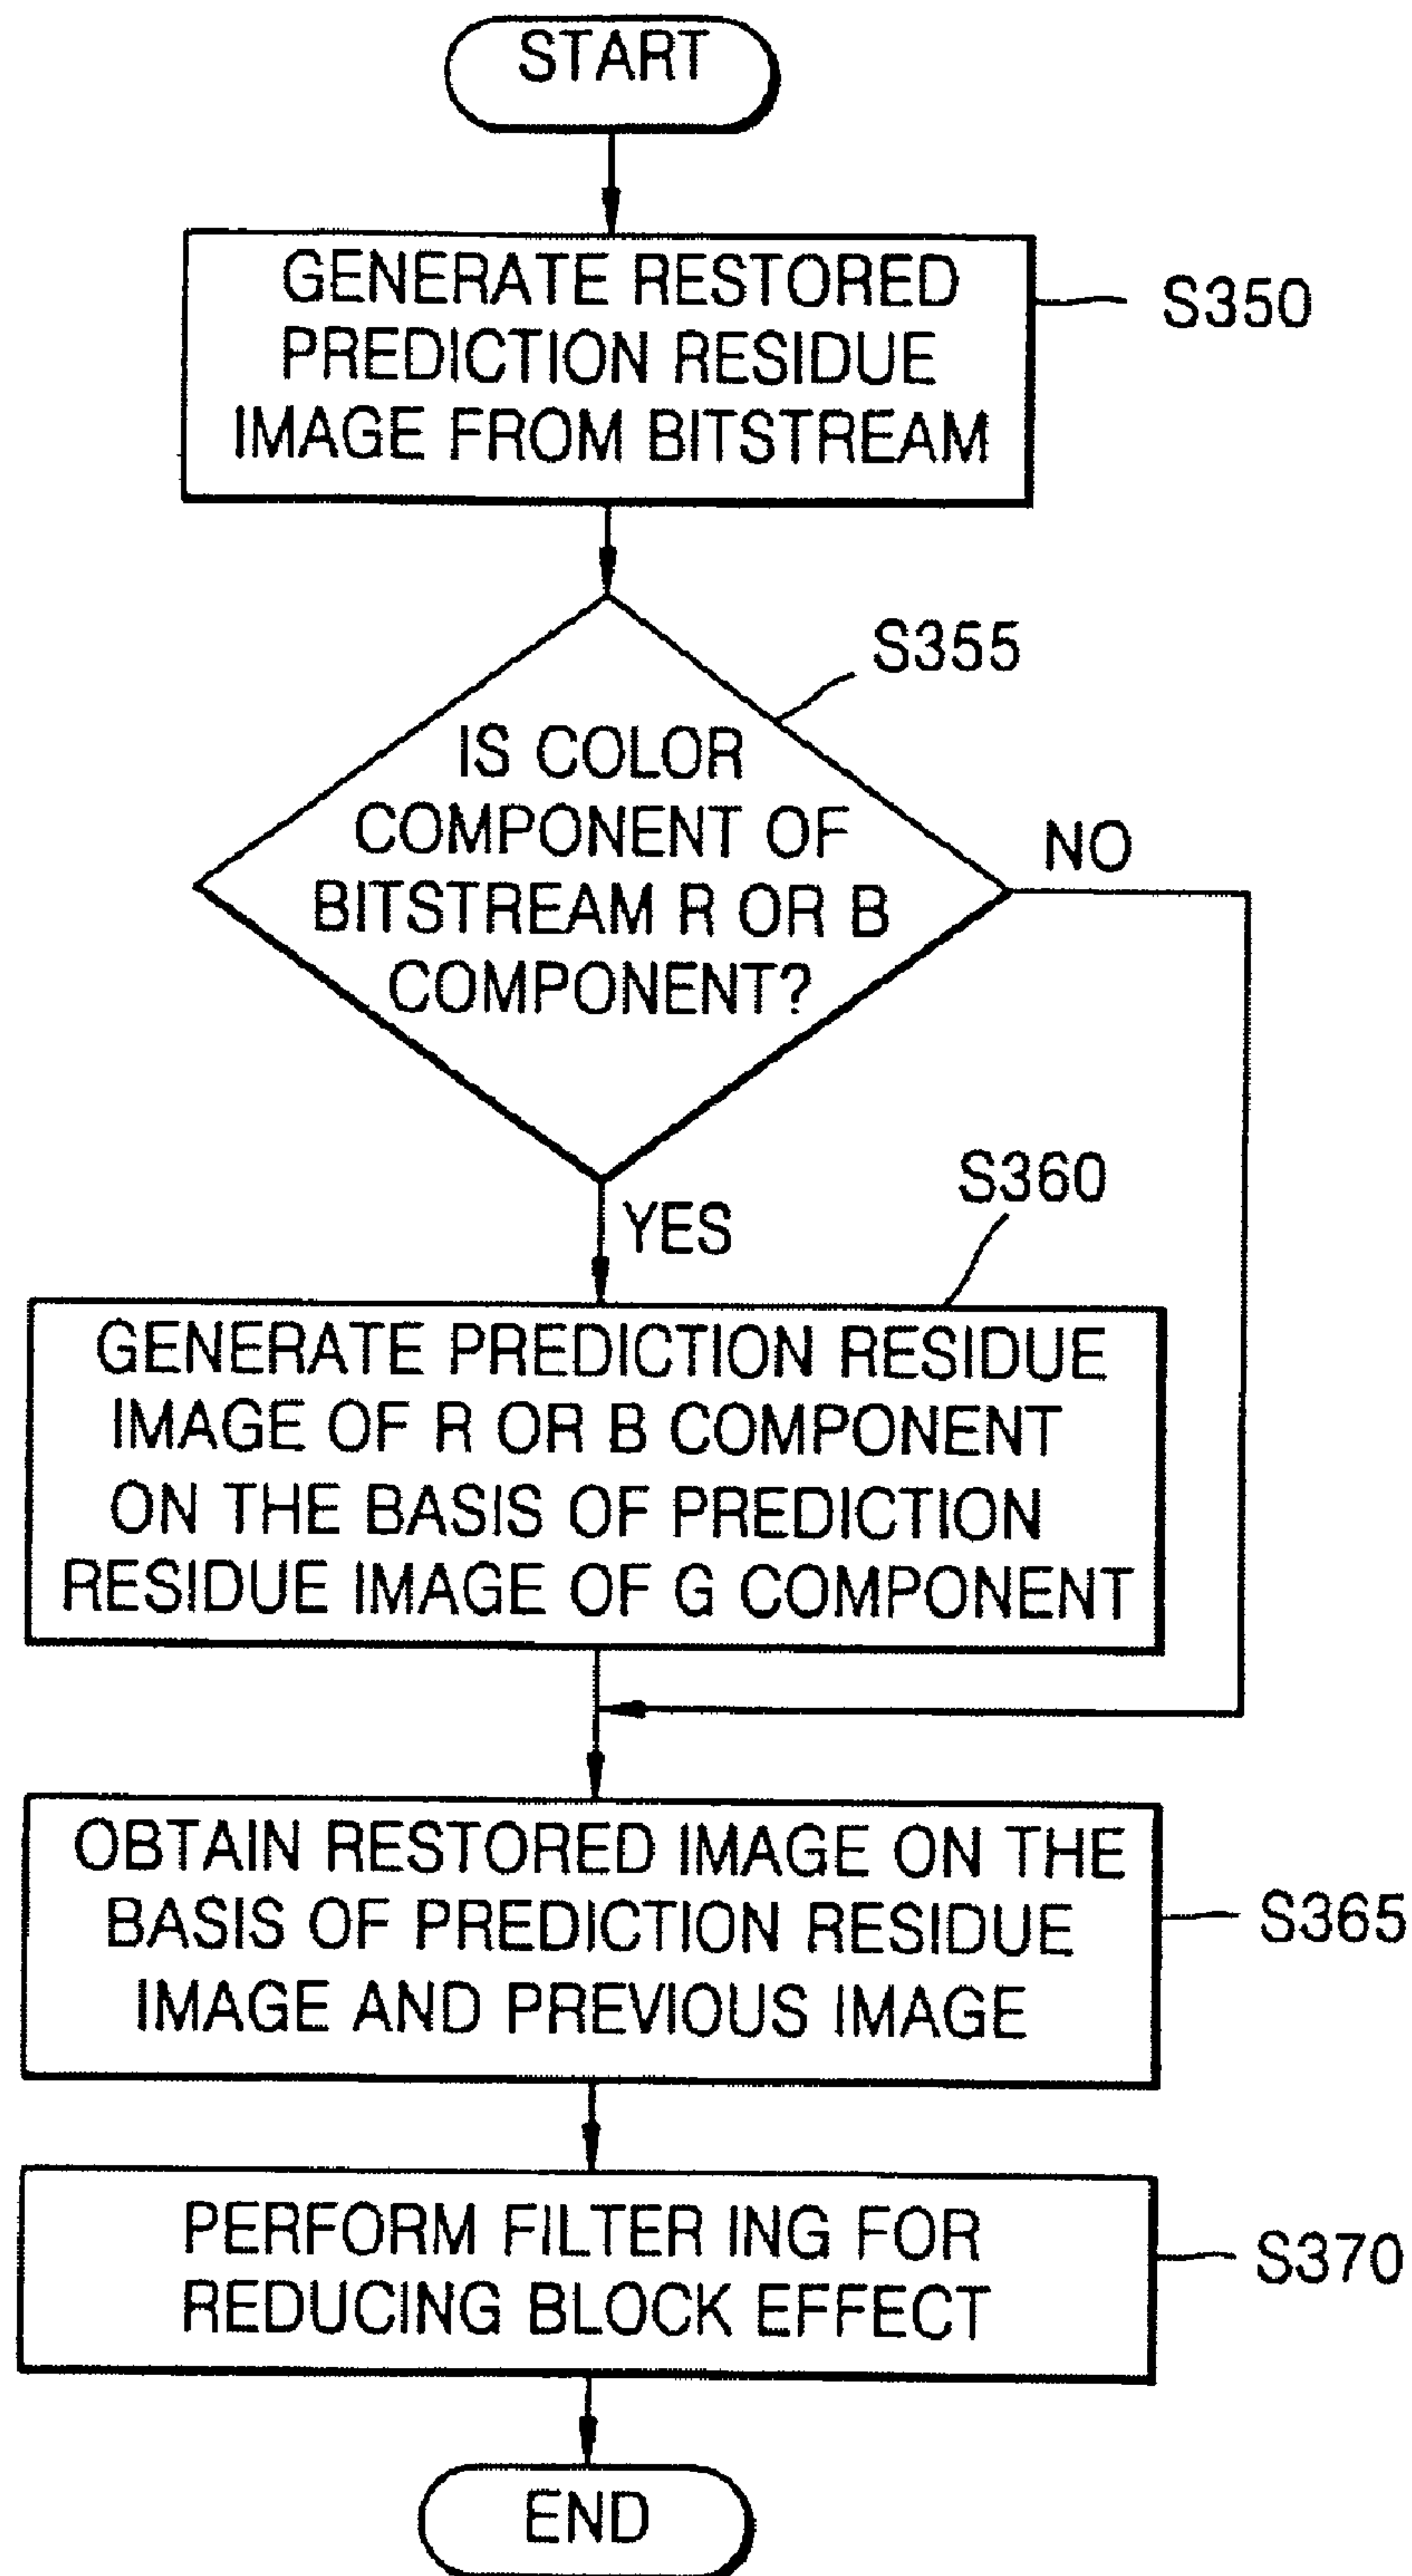 START
GENERATE RESTORED
PREDICTION RESIDUE
IMAGE FROM BITSTREAM
S350
S355
IS COLOR
COMPONENT OF
BITSTREAM R OR B
COMPONENT?
NO
YES
S360
GENERATE PREDICTION RESIDUE
IMAGE OF R OR B COMPONENT
ON THE BASIS OF PREDICTION
RESIDUE IMAGE OF G COMPONENT
OBTAIN RESTORED IMAGE ON THE
BASIS OF PREDICTION RESIDUE
IMAGE AND PREVIOUS IMAGE
S365
PERFORM FILTER ING FOR
REDUCING BLOCK EFFECT
S370
END